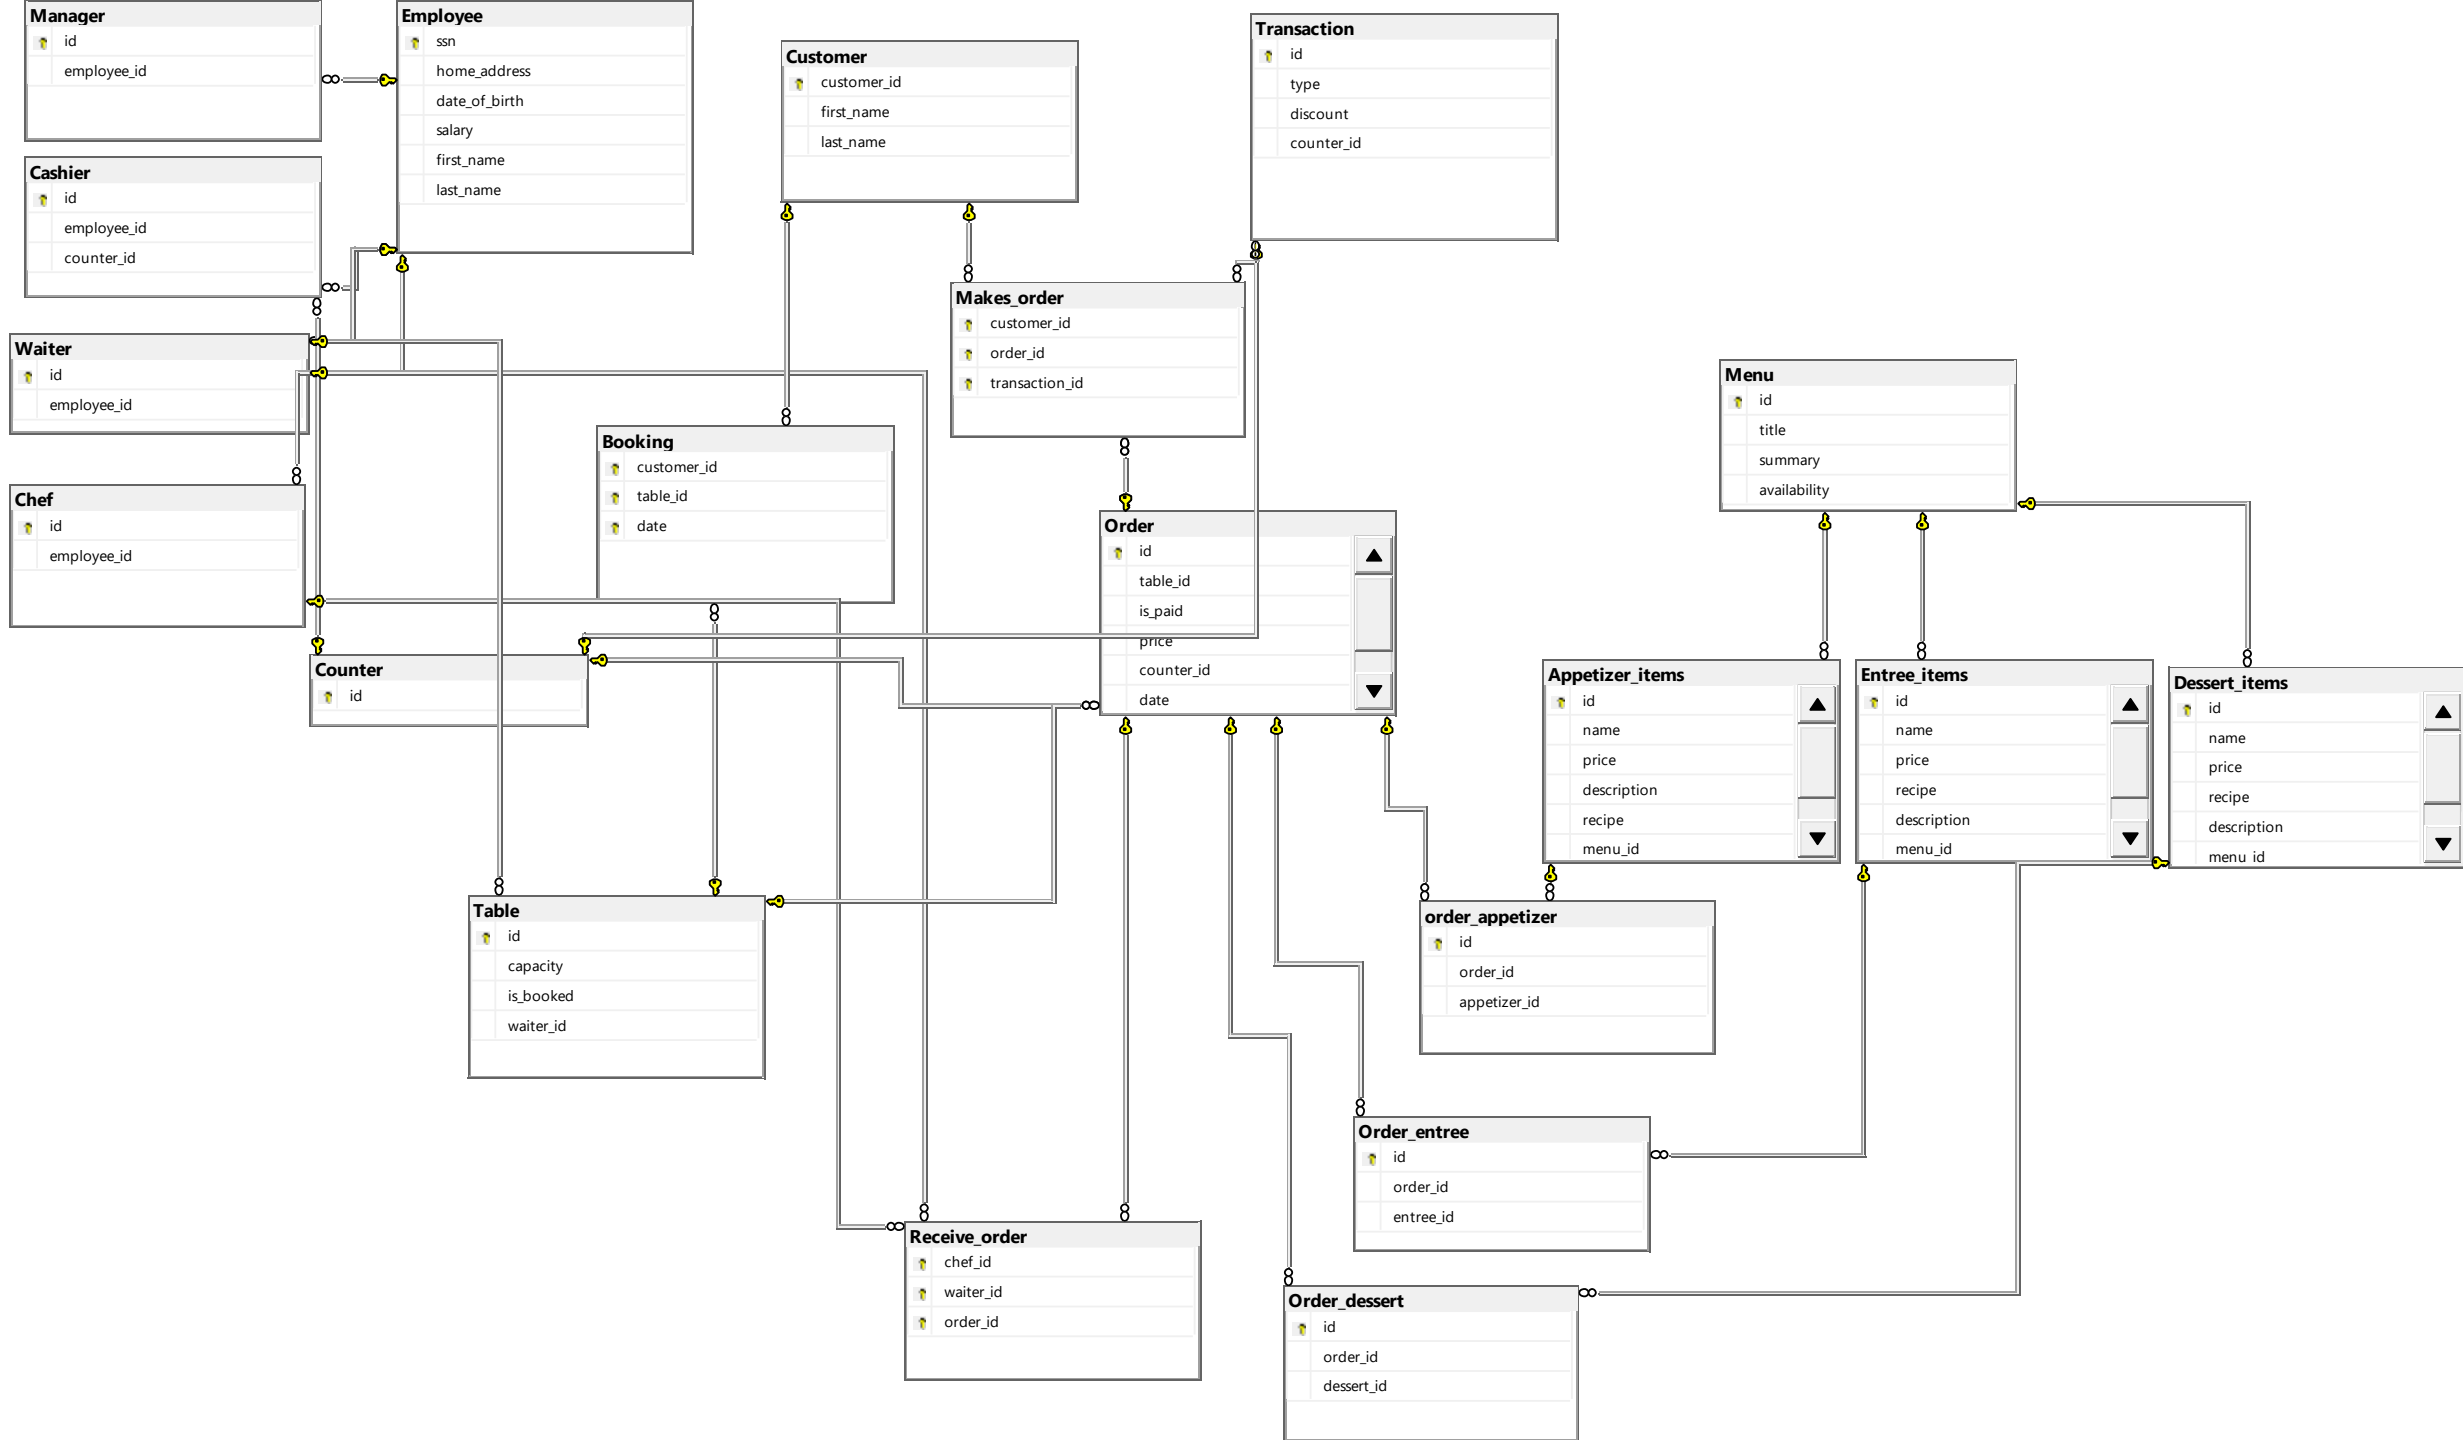 Manager
id
employee_id
Employee
ssn
home_address
date_of_birth
salary
first_name
last_name
Customer
customer_id
first_name
last_name
Transaction
id
type
discount
counter_id
Cashier
id
employee_id
counter_id
Makes_order
customer_id
order_id
transaction_id
Waiter
id
employee_id
Menu
id
title
summary
availability
Booking
customer_id
table_id
date
Chef
id
employee_id
Order
id
table_id
is_paid
price
counter_id
date
Counter
id
Appetizer_items
id
name
price
description
recipe
menu_id
Entree_items
id
name
price
recipe
description
menu_id
Dessert_items
id
name
price
recipe
description
menu_id
Table
id
capacity
is_booked
waiter_id
order_appetizer
id
order_id
appetizer_id
Order_entree
id
order_id
entree_id
Receive_order
chef_id
waiter_id
order_id
Order_dessert
id
order_id
dessert_id